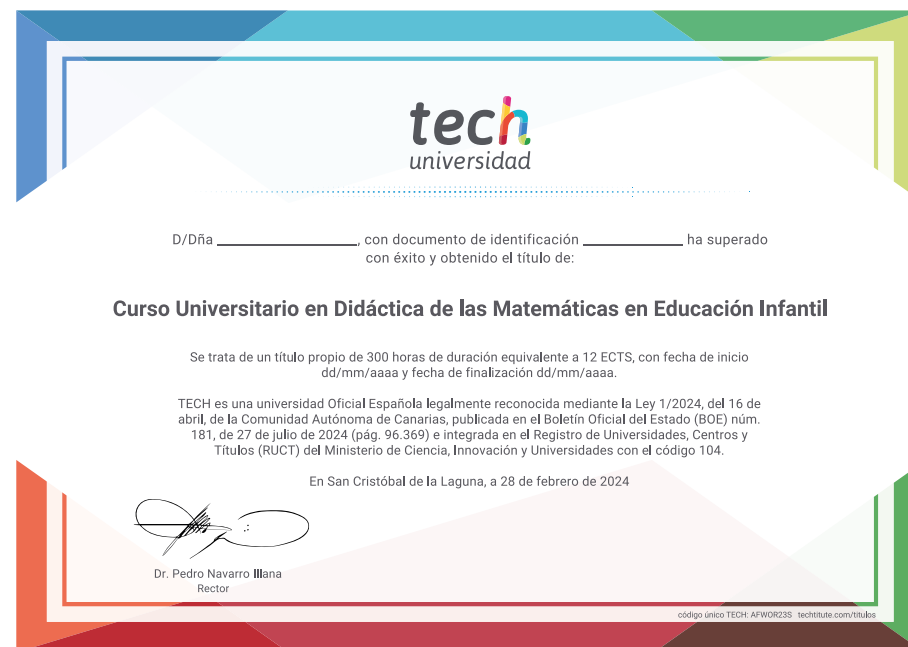 tech
universidad
D/Dña ____________________, con documento de identificación ______________ ha superado
con éxito y obtenido el título de:
Curso Universitario en Didáctica de las Matemáticas en Educación Infantil
Se trata de un título propio de 300 horas de duración equivalente a 12 ECTS, con fecha de inicio
dd/mm/aaaa y fecha de finalización dd/mm/aaaa.
TECH es una universidad Oficial Española legalmente reconocida mediante la Ley 1/2024, del 16 de
abril, de la Comunidad Autónoma de Canarias, publicada en el Boletín Oficial del Estado (BOE) núm.
181, de 27 de julio de 2024 (pág. 96.369) e integrada en el Registro de Universidades, Centros y
Títulos (RUCT) del Ministerio de Ciencia, Innovación y Universidades con el código 104.
En San Cristóbal de la Laguna, a 28 de febrero de 2024
Dr. Pedro Navarro Illana
Rector
código único TECH: AFWOR23S techtitute.com/titulos